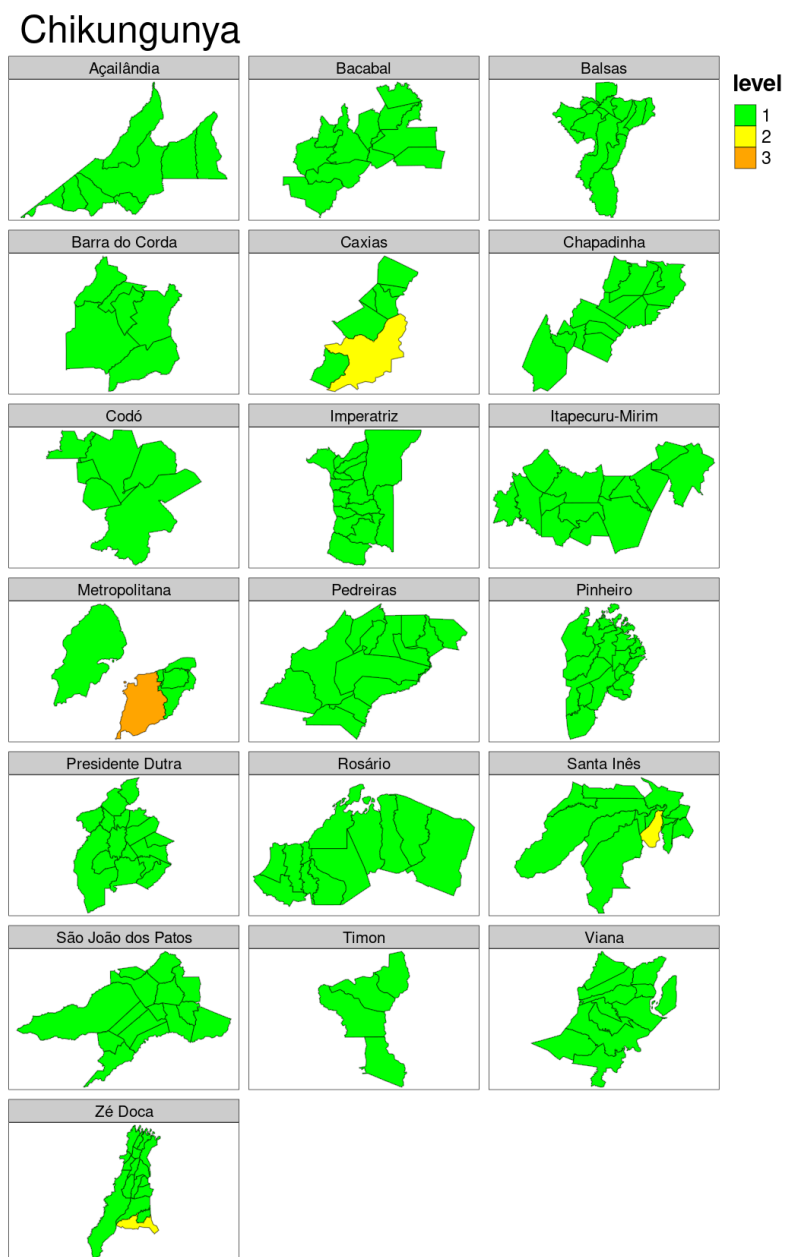 Chikungunya
Açailândia
Bacabal
Balsas
level
1
2
3
Barra do Corda
Caxias
Chapadinha
Codó
Imperatriz
Itapecuru-Mirim
Metropolitana
Pedreiras
Pinheiro
Presidente Dutra
Rosário
Santa Inês
São João dos Patos
Timon
Viana
Zé Doca